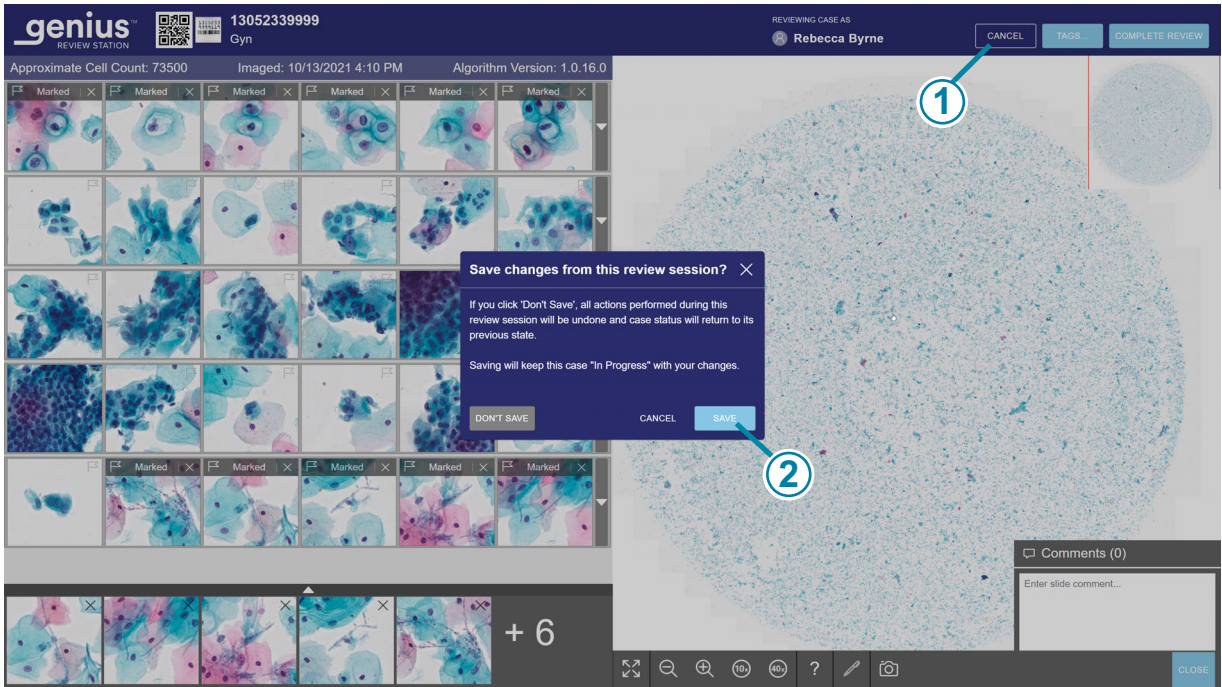 genius™
REVIEW STATION
13052339999
Gyn
REVIEWING CASE AS
Rebecca Byrne
CANCEL
TAGS...
COMPLETE REVIEW
1
Approximate Cell Count: 73500
Imaged: 10/13/2021 4:10 PM
Algorithm Version: 1.0.16.0
Marked
Marked
Marked
Marked
Marked
Marked
Save changes from this review session?
If you click 'Don't Save', all actions performed during this
review session will be undone and case status will return to its
previous state.
Saving will keep this case "In Progress" with your changes.
DON'T SAVE
CANCEL
SAVE
2
Marked
Marked
Marked
Marked
Marked
Comments (0)
Enter slide comment...
+ 6
10x
40x
?
CLOSE